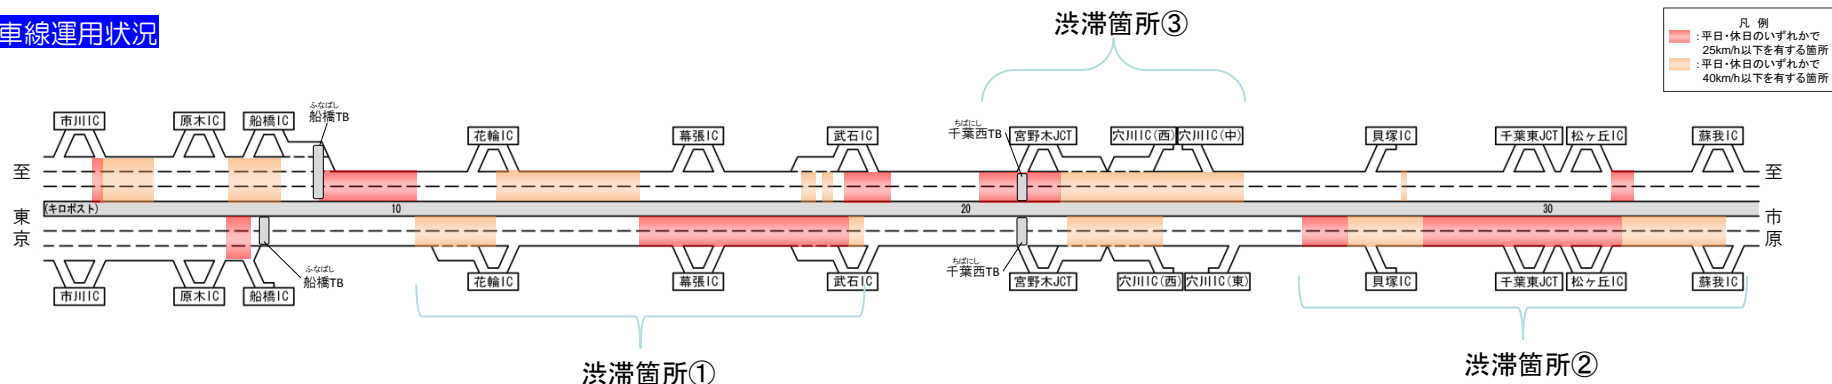 車線運用状況
渋滞箇所③
凡 例
：平日・休日のいずれかで
25km/h以下を有する箇所
：平日・休日のいずれかで
40km/h以下を有する箇所
市川IC
原木IC
船橋IC
ふなばし
船橋TB
花輪IC
幕張IC
武石IC
ちばにし
千葉西TB
宮野木JCT
穴川IC(西)
穴川IC(中)
貝塚IC
千葉東JCT
松ヶ丘IC
蘇我IC
至
東
京
(キロポスト)
10
20
30
至
市
原
市川IC
原木IC
船橋IC
ふなばし
船橋TB
花輪IC
幕張IC
武石IC
ちばにし
千葉西TB
宮野木JCT
穴川IC(西)
穴川IC(東)
貝塚IC
千葉東JCT
松ヶ丘IC
蘇我IC
渋滞箇所①
渋滞箇所②